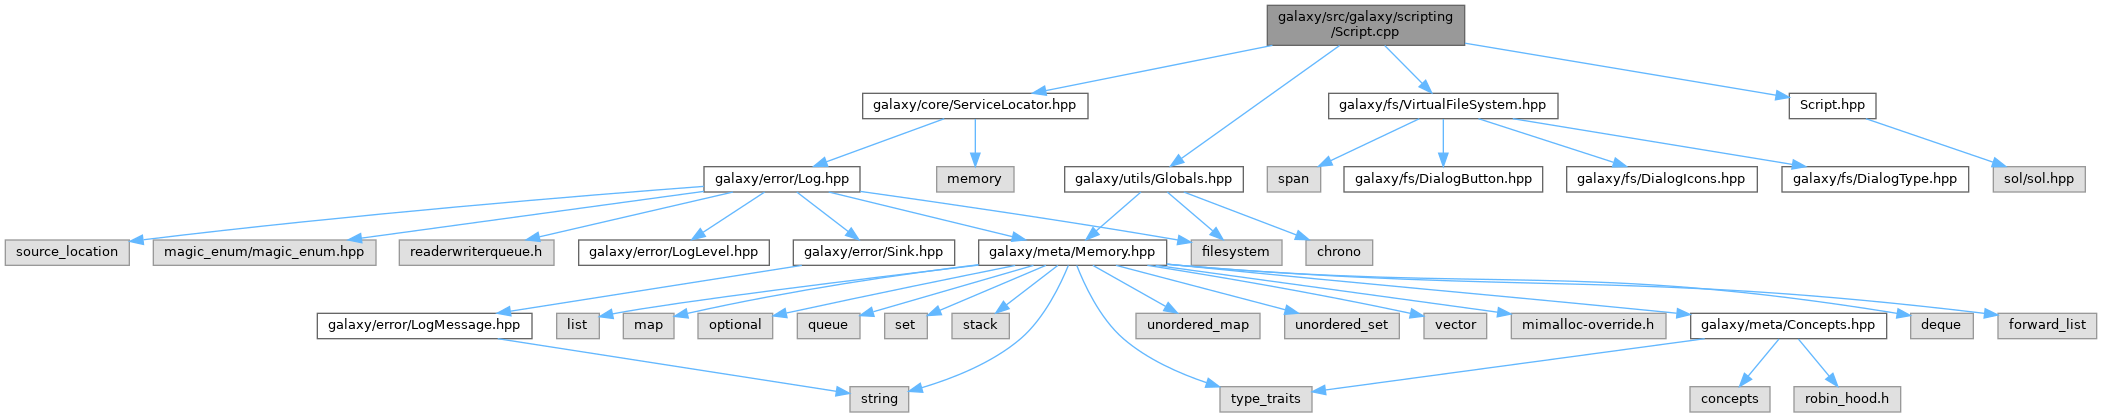 galaxy/src/galaxy/scripting
/Script.cpp
galaxy/core/ServiceLocator.hpp
galaxy/fs/VirtualFileSystem.hpp
Script.hpp
galaxy/error/Log.hpp
memory
galaxy/utils/Globals.hpp
span
galaxy/fs/DialogButton.hpp
galaxy/fs/DialogIcons.hpp
galaxy/fs/DialogType.hpp
sol/sol.hpp
source_location
magic_enum/magic_enum.hpp
readerwriterqueue.h
galaxy/error/LogLevel.hpp
galaxy/error/Sink.hpp
galaxy/meta/Memory.hpp
filesystem
chrono
galaxy/error/LogMessage.hpp
list
map
optional
queue
set
stack
unordered_map
unordered_set
vector
mimalloc-override.h
galaxy/meta/Concepts.hpp
deque
forward_list
string
type_traits
concepts
robin_hood.h